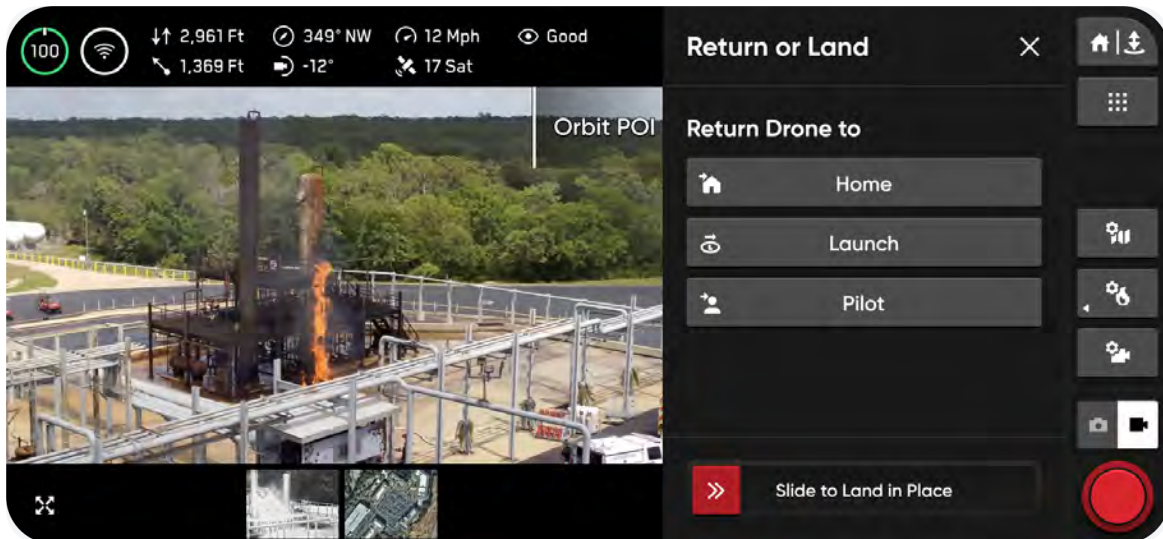 100
2,961 Ft
349° NW
12 Mph
Good
1,369 Ft
-12°
17 Sat
Orbit POI
Return or Land
Return Drone to
Home
Launch
Pilot
Slide to Land in Place